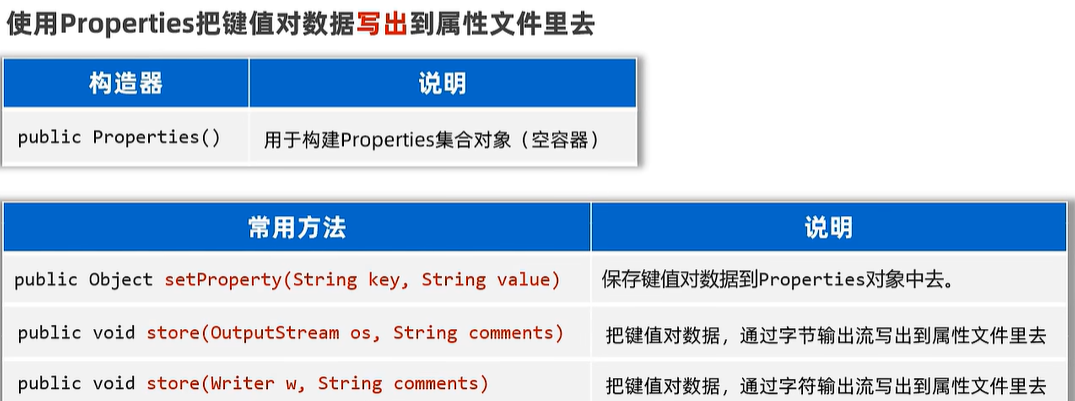 使用Properties把键值对数据写出到属性文件里去
构造器 说明
public Properties() 用于构建Properties集合对象（空容器）
常用方法 说明
public Object setProperty(String key, String value) 保存键值对数据到Properties对象中去。
public void store(OutputStream os, String comments) 把键值对数据，通过字节输出流写出到属性文件里去
public void store(Writer w, String comments) 把键值对数据，通过字符输出流写出到属性文件里去